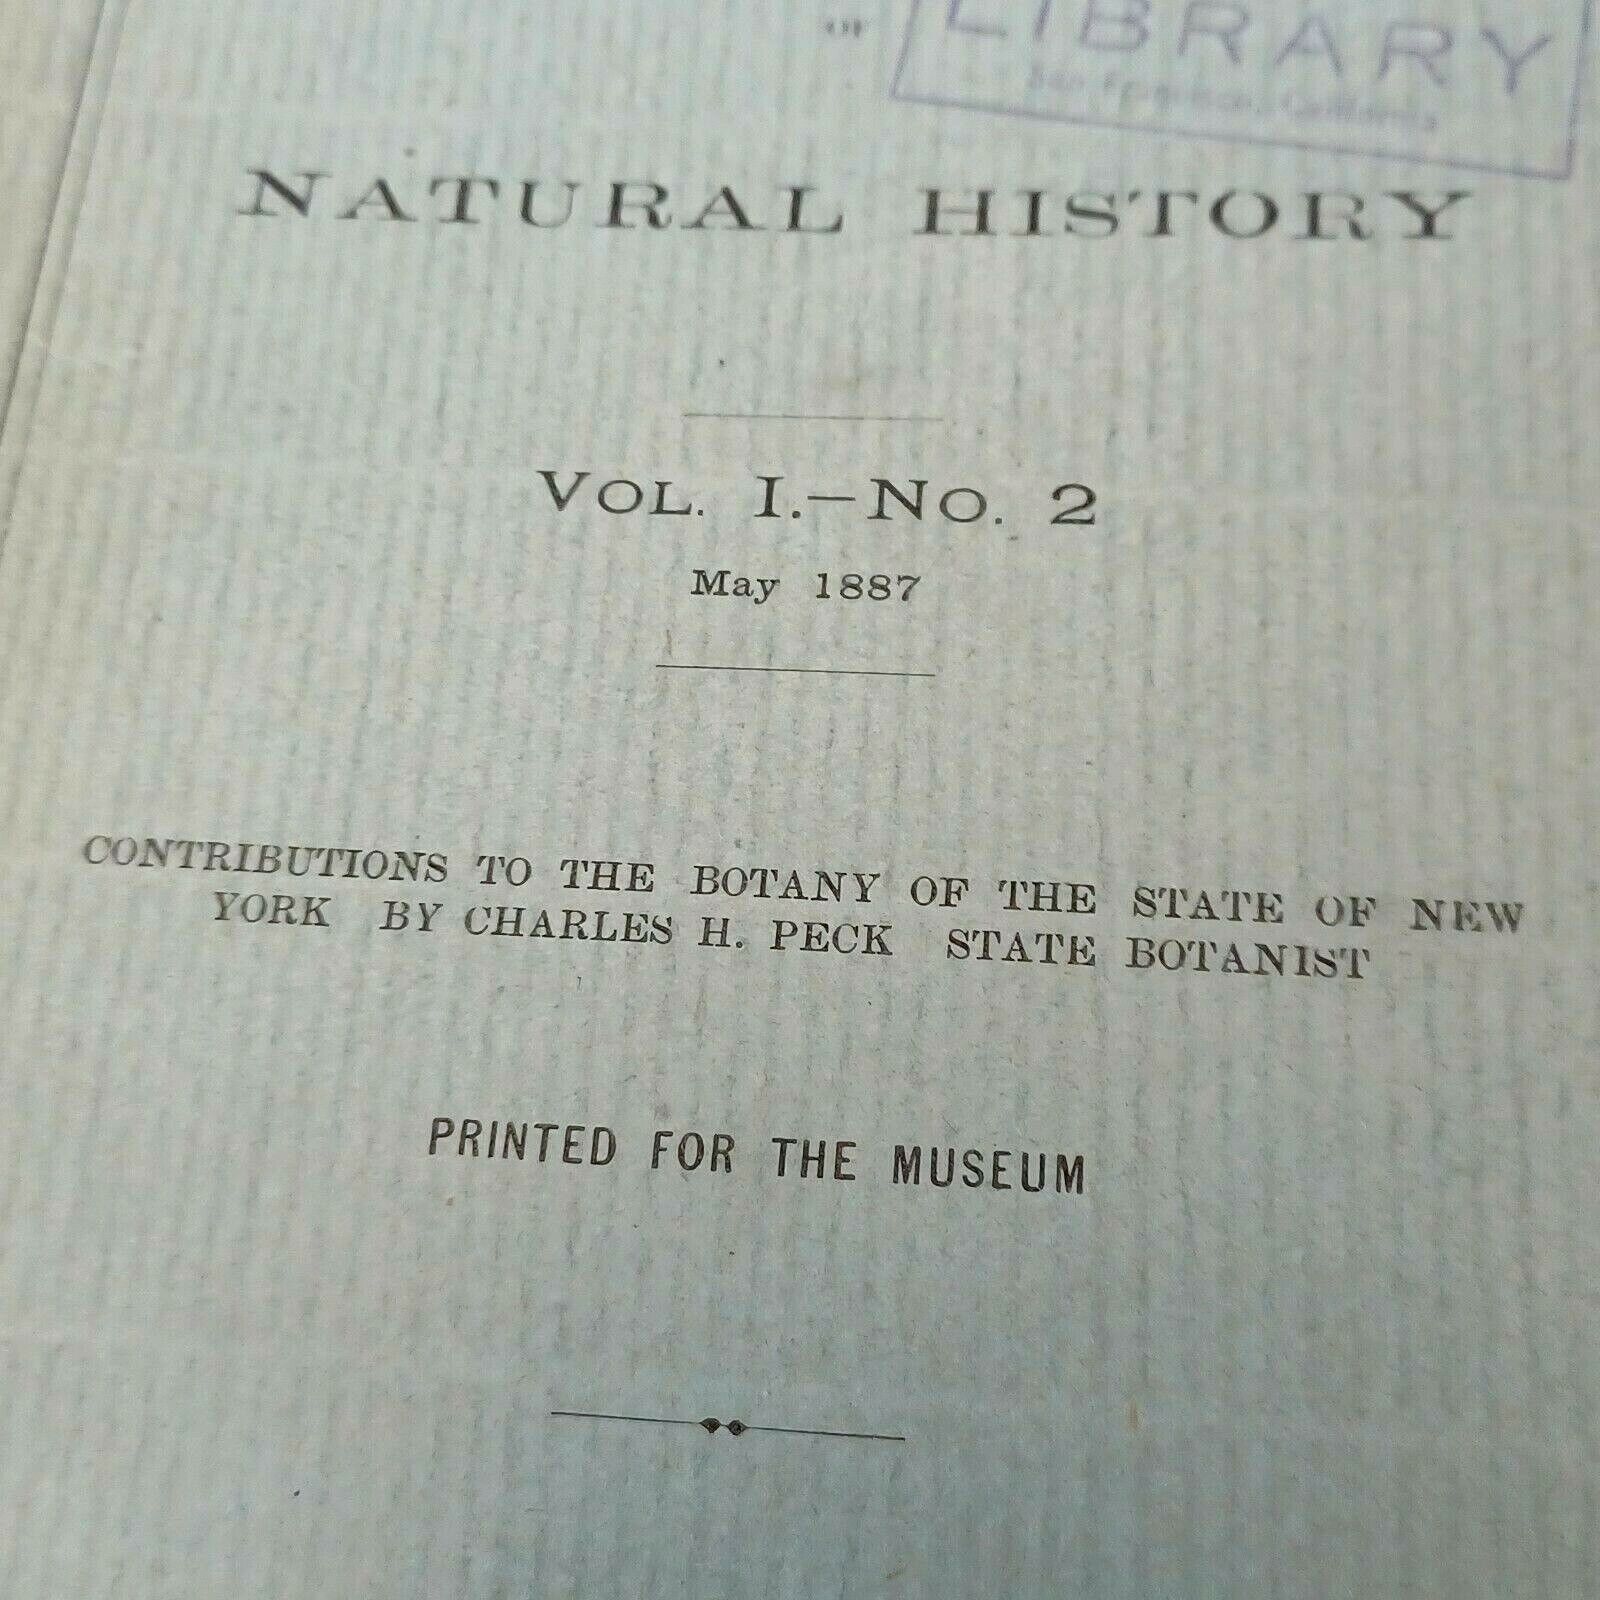 OF
LIBRARY
NATURAL HISTORY
VOL. I.—NO. 2
May 1887
CONTRIBUTIONS TO THE BOTANY OF THE STATE OF NEW
YORK BY CHARLES H. PECK STATE BOTANIST
PRINTED FOR THE MUSEUM